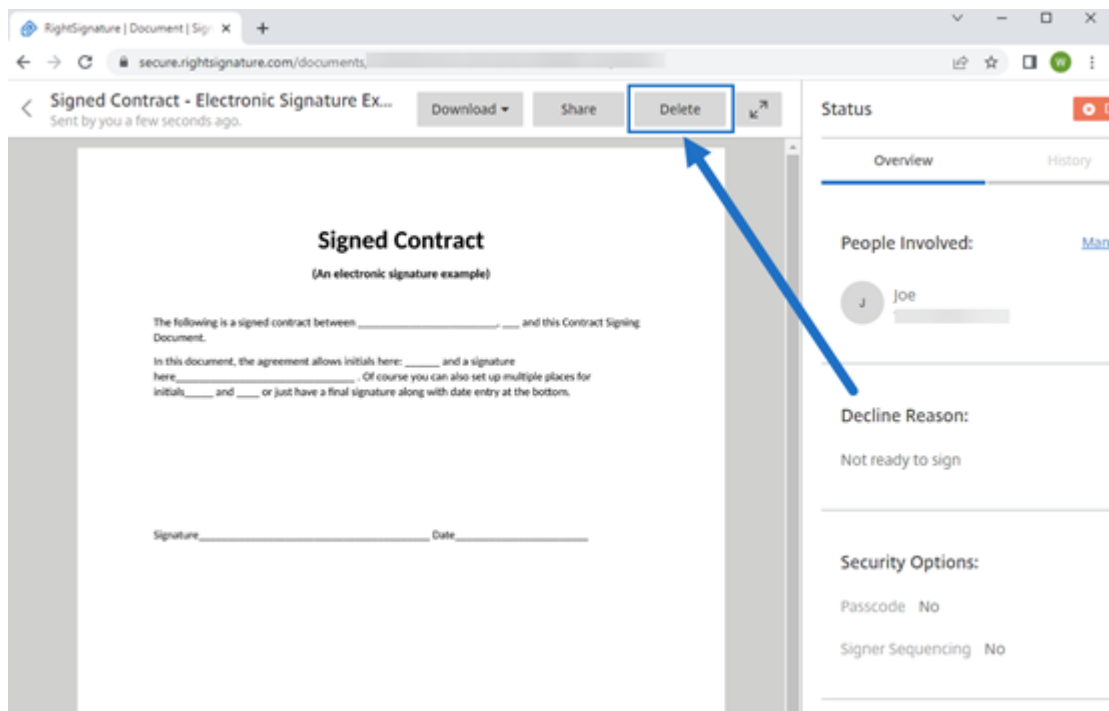 RightSignature | Document | Sig
secure.rightsignature.com/documents,
W
Signed Contract - Electronic Signature Ex...
Sent by you a few seconds ago.
Download
Share
Delete
Status
D
Overview
History
Signed Contract
(An electronic signature example)
The following is a signed contract between ________________________, ___ and this Contract Signing
Document.
In this document, the agreement allows initials here: ______ and a signature
here_______________________________ . Of course you can also set up multiple places for
initials_____ and ____ or just have a final signature along with date entry at the bottom.
Signature________________________________________ Date_______________________
People Involved:
Man
J
Joe
Decline Reason:
Not ready to sign
Security Options:
Passcode No
Signer Sequencing No